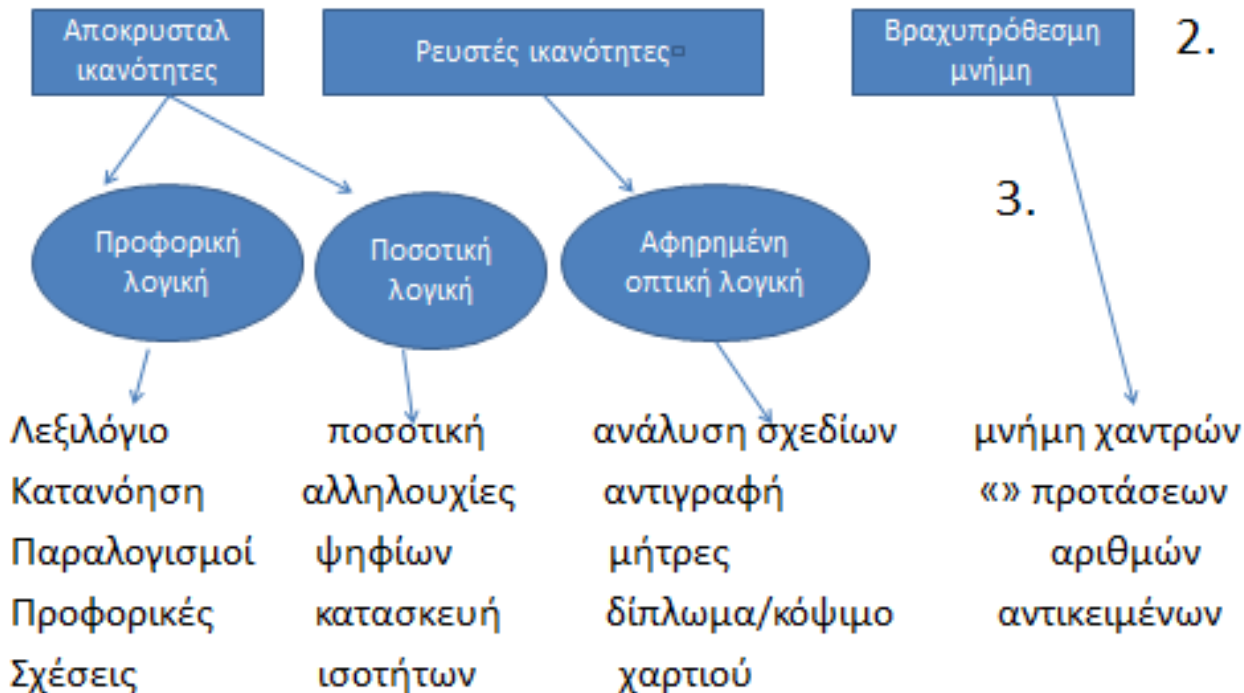 Αποκρυσταλ
ικανότητες
Ρευστές ικανότητες
Βραχυπρόθεσμη
μνήμη
2.
3.
Προφορική
λογική
Ποσοτική
λογική
Αφηρημένη
οπτική λογική
Λεξιλόγιο ποσοτική ανάλυση σχεδίων μνήμη χαντρών
Κατανόηση αλληλουχίες αντιγραφή «» προτάσεων
Παραλογισμοί ψηφίων μήτρες αριθμών
Προφορικές κατασκευή δίπλωμα/κόψιμο αντικειμένων
Σχέσεις ισοτήτων χαρτιού